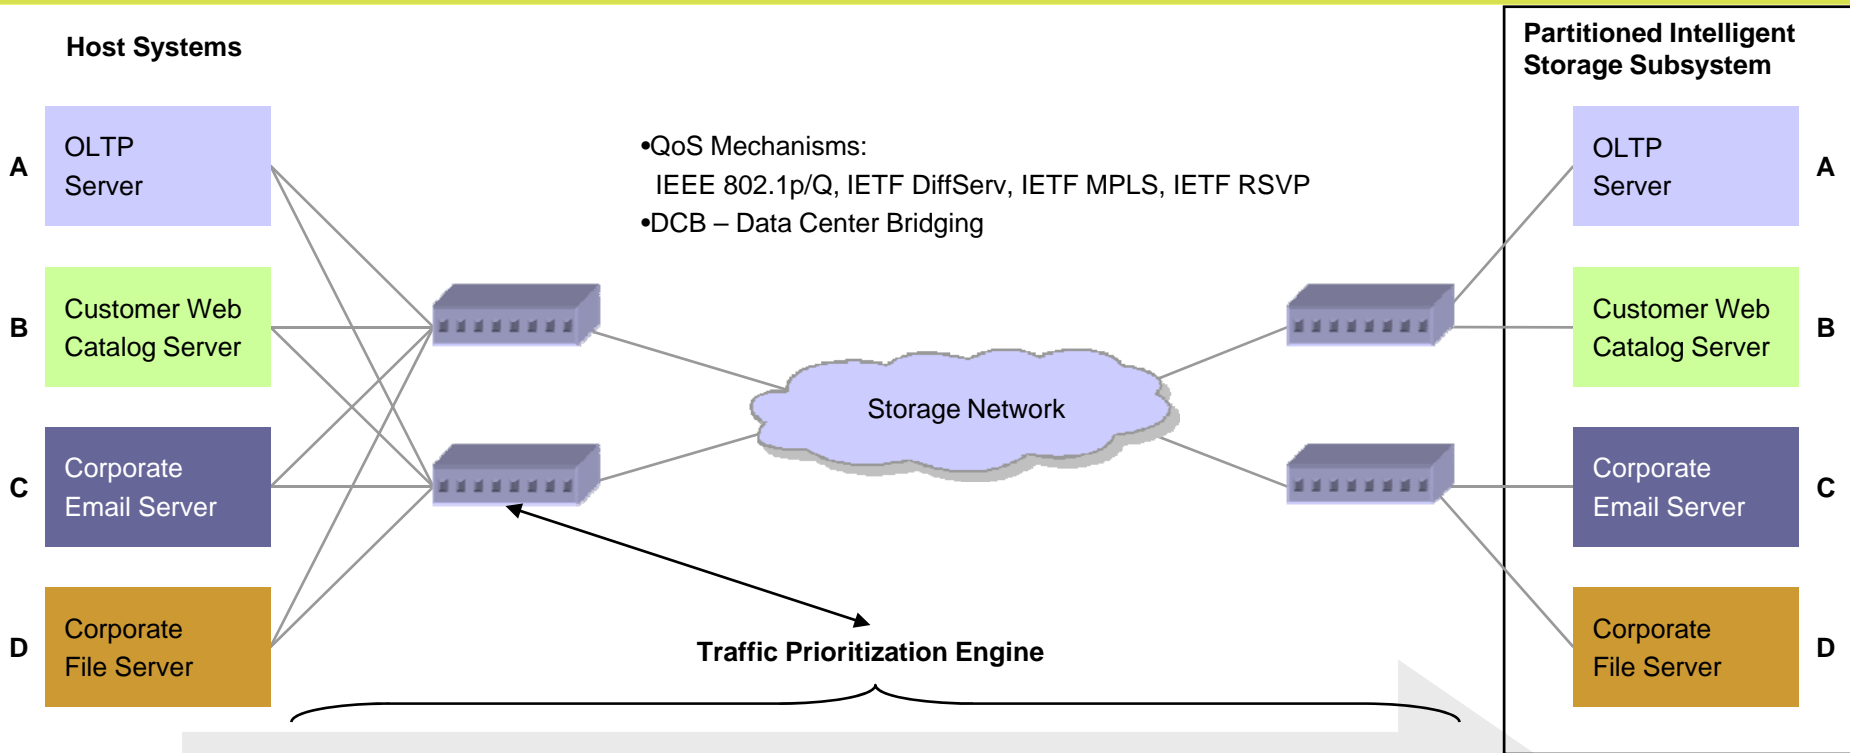 Host Systems
Partitioned Intelligent
Storage Subsystem
A
OLTP
Server
B
Customer Web
Catalog Server
C
Corporate
Email Server
D
Corporate
File Server
•QoS Mechanisms:
IEEE 802.1p/Q, IETF DiffServ, IETF MPLS, IETF RSVP
•DCB – Data Center Bridging
Storage Network
Traffic Prioritization Engine
OLTP
Server
A
Customer Web
Catalog Server
B
Corporate
Email Server
C
Corporate
File Server
D